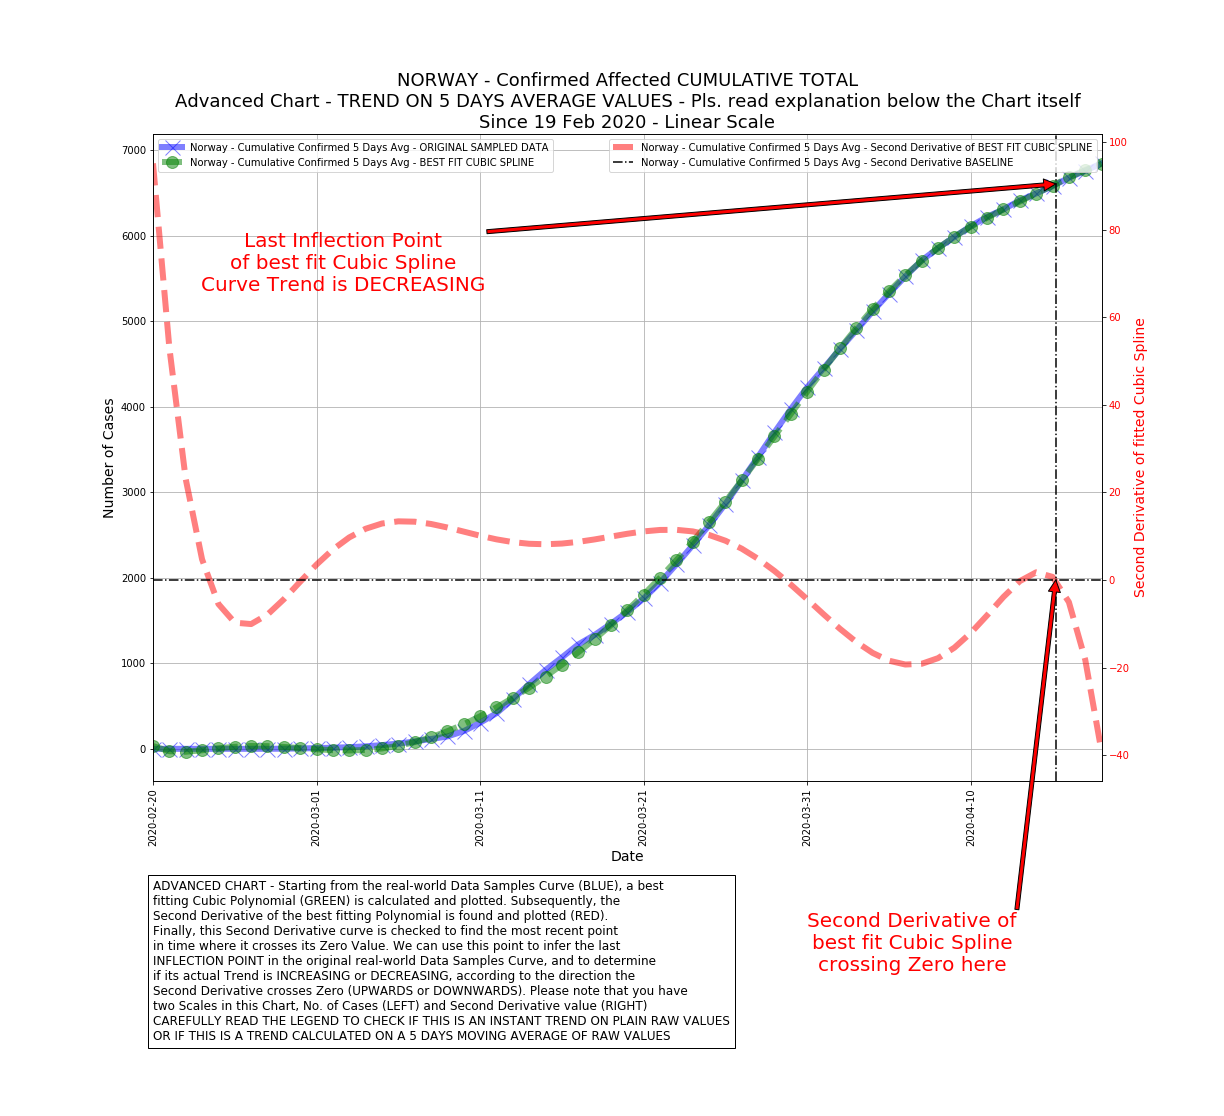 NORWAY - Confirmed Affected CUMULATIVE TOTAL
Advanced Chart - TREND ON 5 DAYS AVERAGE VALUES - Pls. read explanation below the Chart itself
Since 19 Feb 2020 - Linear Scale
Norway - Cumulative Confirmed 5 Days Avg - ORIGINAL SAMPLED DATA
Norway - Cumulative Confirmed 5 Days Avg - BEST FIT CUBIC SPLINE
Norway - Cumulative Confirmed 5 Days Avg - Second Derivative of BEST FIT CUBIC SPLINE
Norway - Cumulative Confirmed 5 Days Avg - Second Derivative BASELINE
Last Inflection Point
of best fit Cubic Spline
Curve Trend is DECREASING
Number of Cases
7000
6000
5000
4000
3000
2000
1000
0
100
80
60
40
20
0
−20
−40
Second Derivative of fitted Cubic Spline
2020-02-20
2020-03-01
2020-03-11
2020-03-21
2020-03-31
2020-04-10
Date
ADVANCED CHART - Starting from the real-world Data Samples Curve (BLUE), a best
fitting Cubic Polynomial (GREEN) is calculated and plotted. Subsequently, the
Second Derivative of the best fitting Polynomial is found and plotted (RED).
Finally, this Second Derivative curve is checked to find the most recent point
in time where it crosses its Zero Value. We can use this point to infer the last
INFLECTION POINT in the original real-world Data Samples Curve, and to determine
if its actual Trend is INCREASING or DECREASING, according to the direction the
Second Derivative crosses Zero (UPWARDS or DOWNWARDS). Please note that you have
two Scales in this Chart, No. of Cases (LEFT) and Second Derivative value (RIGHT)
CAREFULLY READ THE LEGEND TO CHECK IF THIS IS AN INSTANT TREND ON PLAIN RAW VALUES
OR IF THIS IS A TREND CALCULATED ON A 5 DAYS MOVING AVERAGE OF RAW VALUES
Second Derivative of
best fit Cubic Spline
crossing Zero here